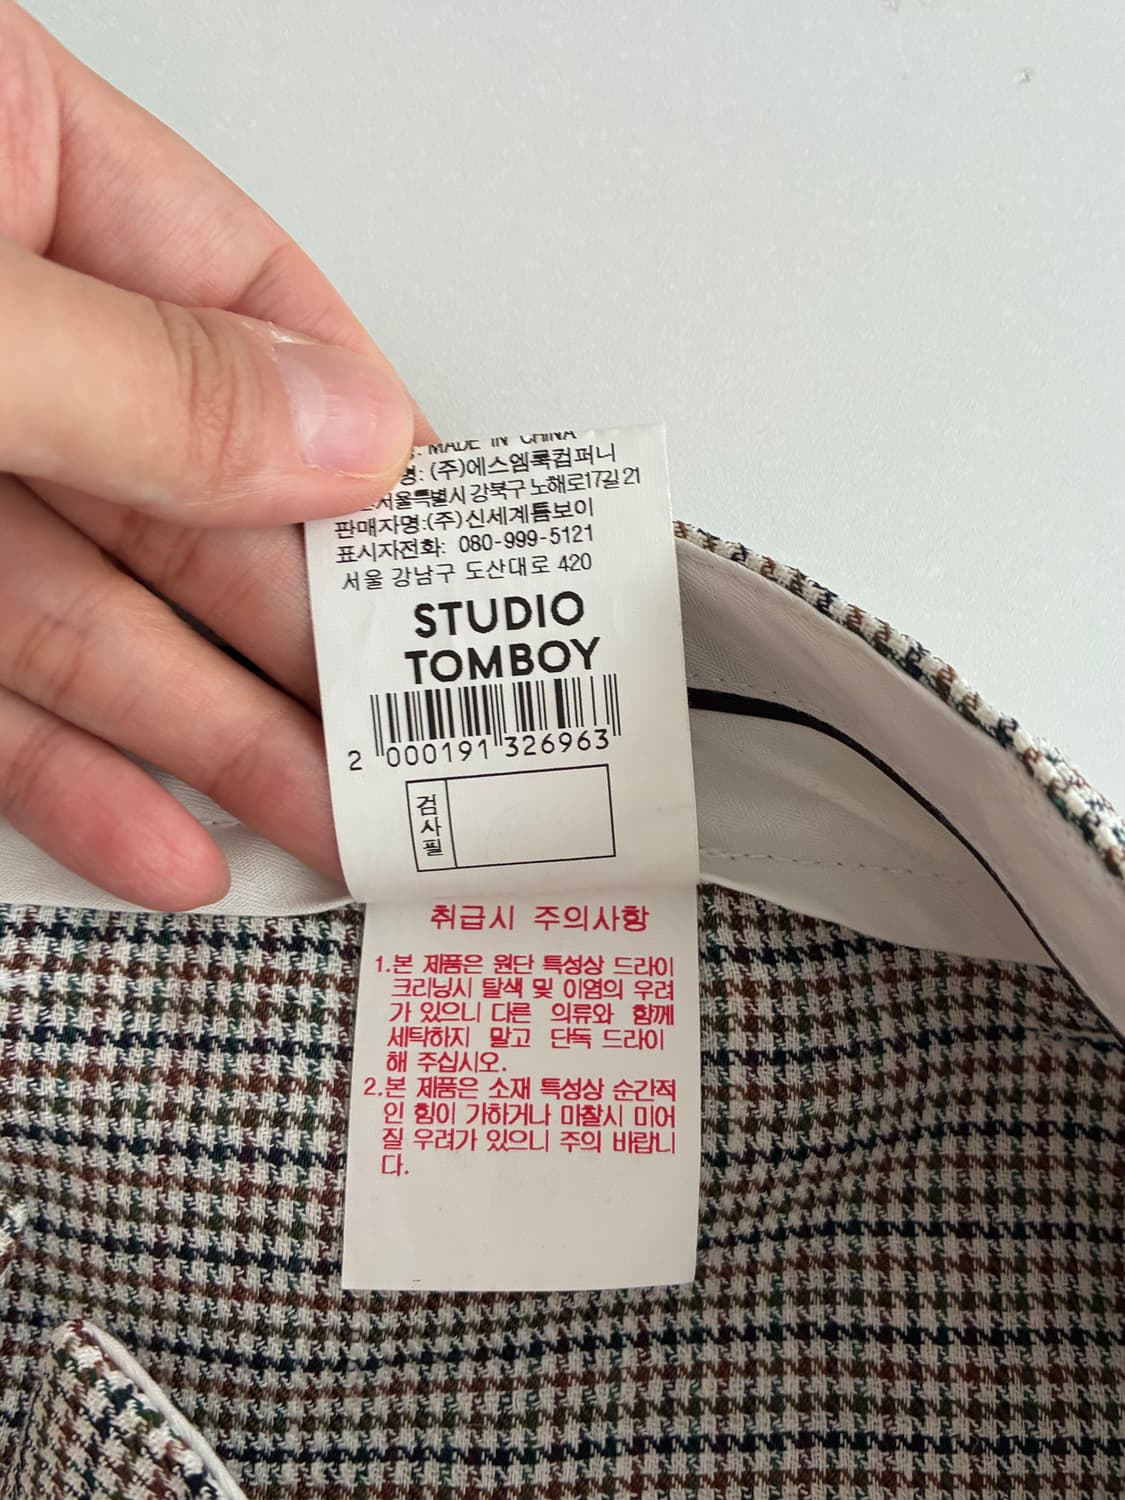 : MADE IN CHINA
명: (주)에스엠룩컴퍼니
서울특별시 강북구 노해로17길 21
판매자명:(주)신세계톰보이
표시자전화: 080-999-5121
서울 강남구 도산대로 420
STUDIO
TOMBOY
2 000191 326963
검사필
취급시 주의사항
1.본 제품은 원단 특성상 드라이
크리닝시 탈색 및 이염의 우려
가 있으니 다른 의류와 함께
세탁하지 말고 단독 드라이
해 주십시오.
2.본 제품은 소재 특성상 순간적
인 힘이 가하거나 마찰시 미어
질 우려가 있으니 주의 바랍니
다.